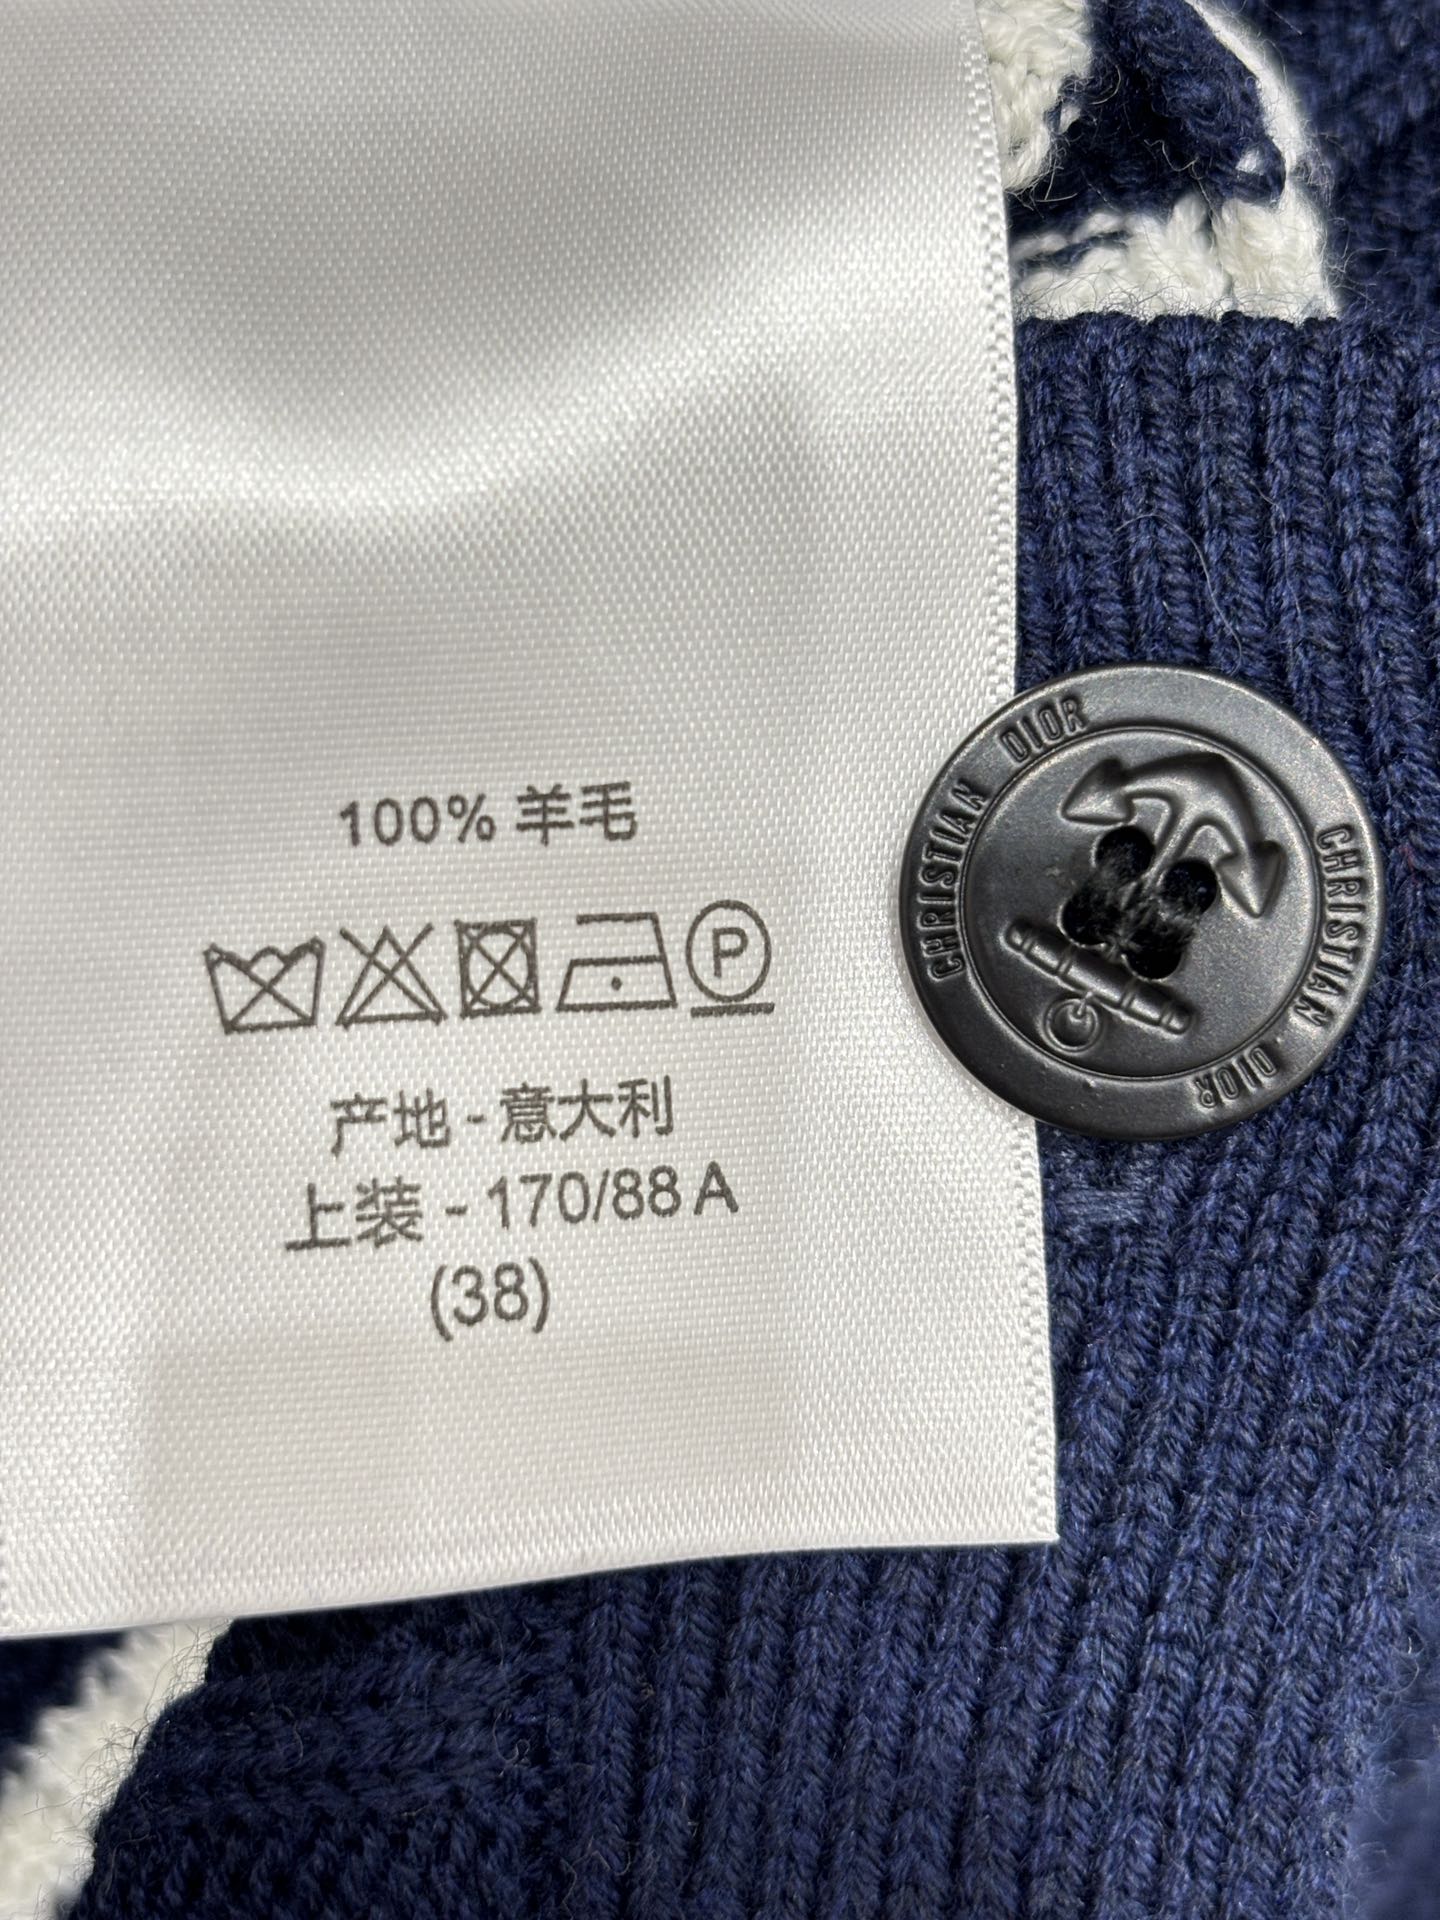 100% 羊毛
P
产地 - 意大利
上装 - 170/88 A
(38)
CHRISTIAN DIOR
CHRISTIAN . DIOR